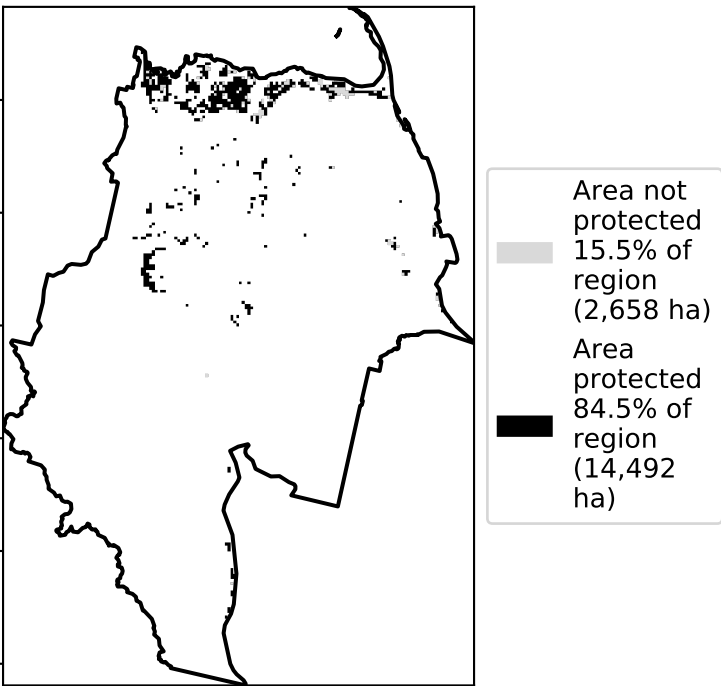 Area not
protected
15.5% of
region
(2,658 ha)
Area
protected
84.5% of
region
(14,492
ha)